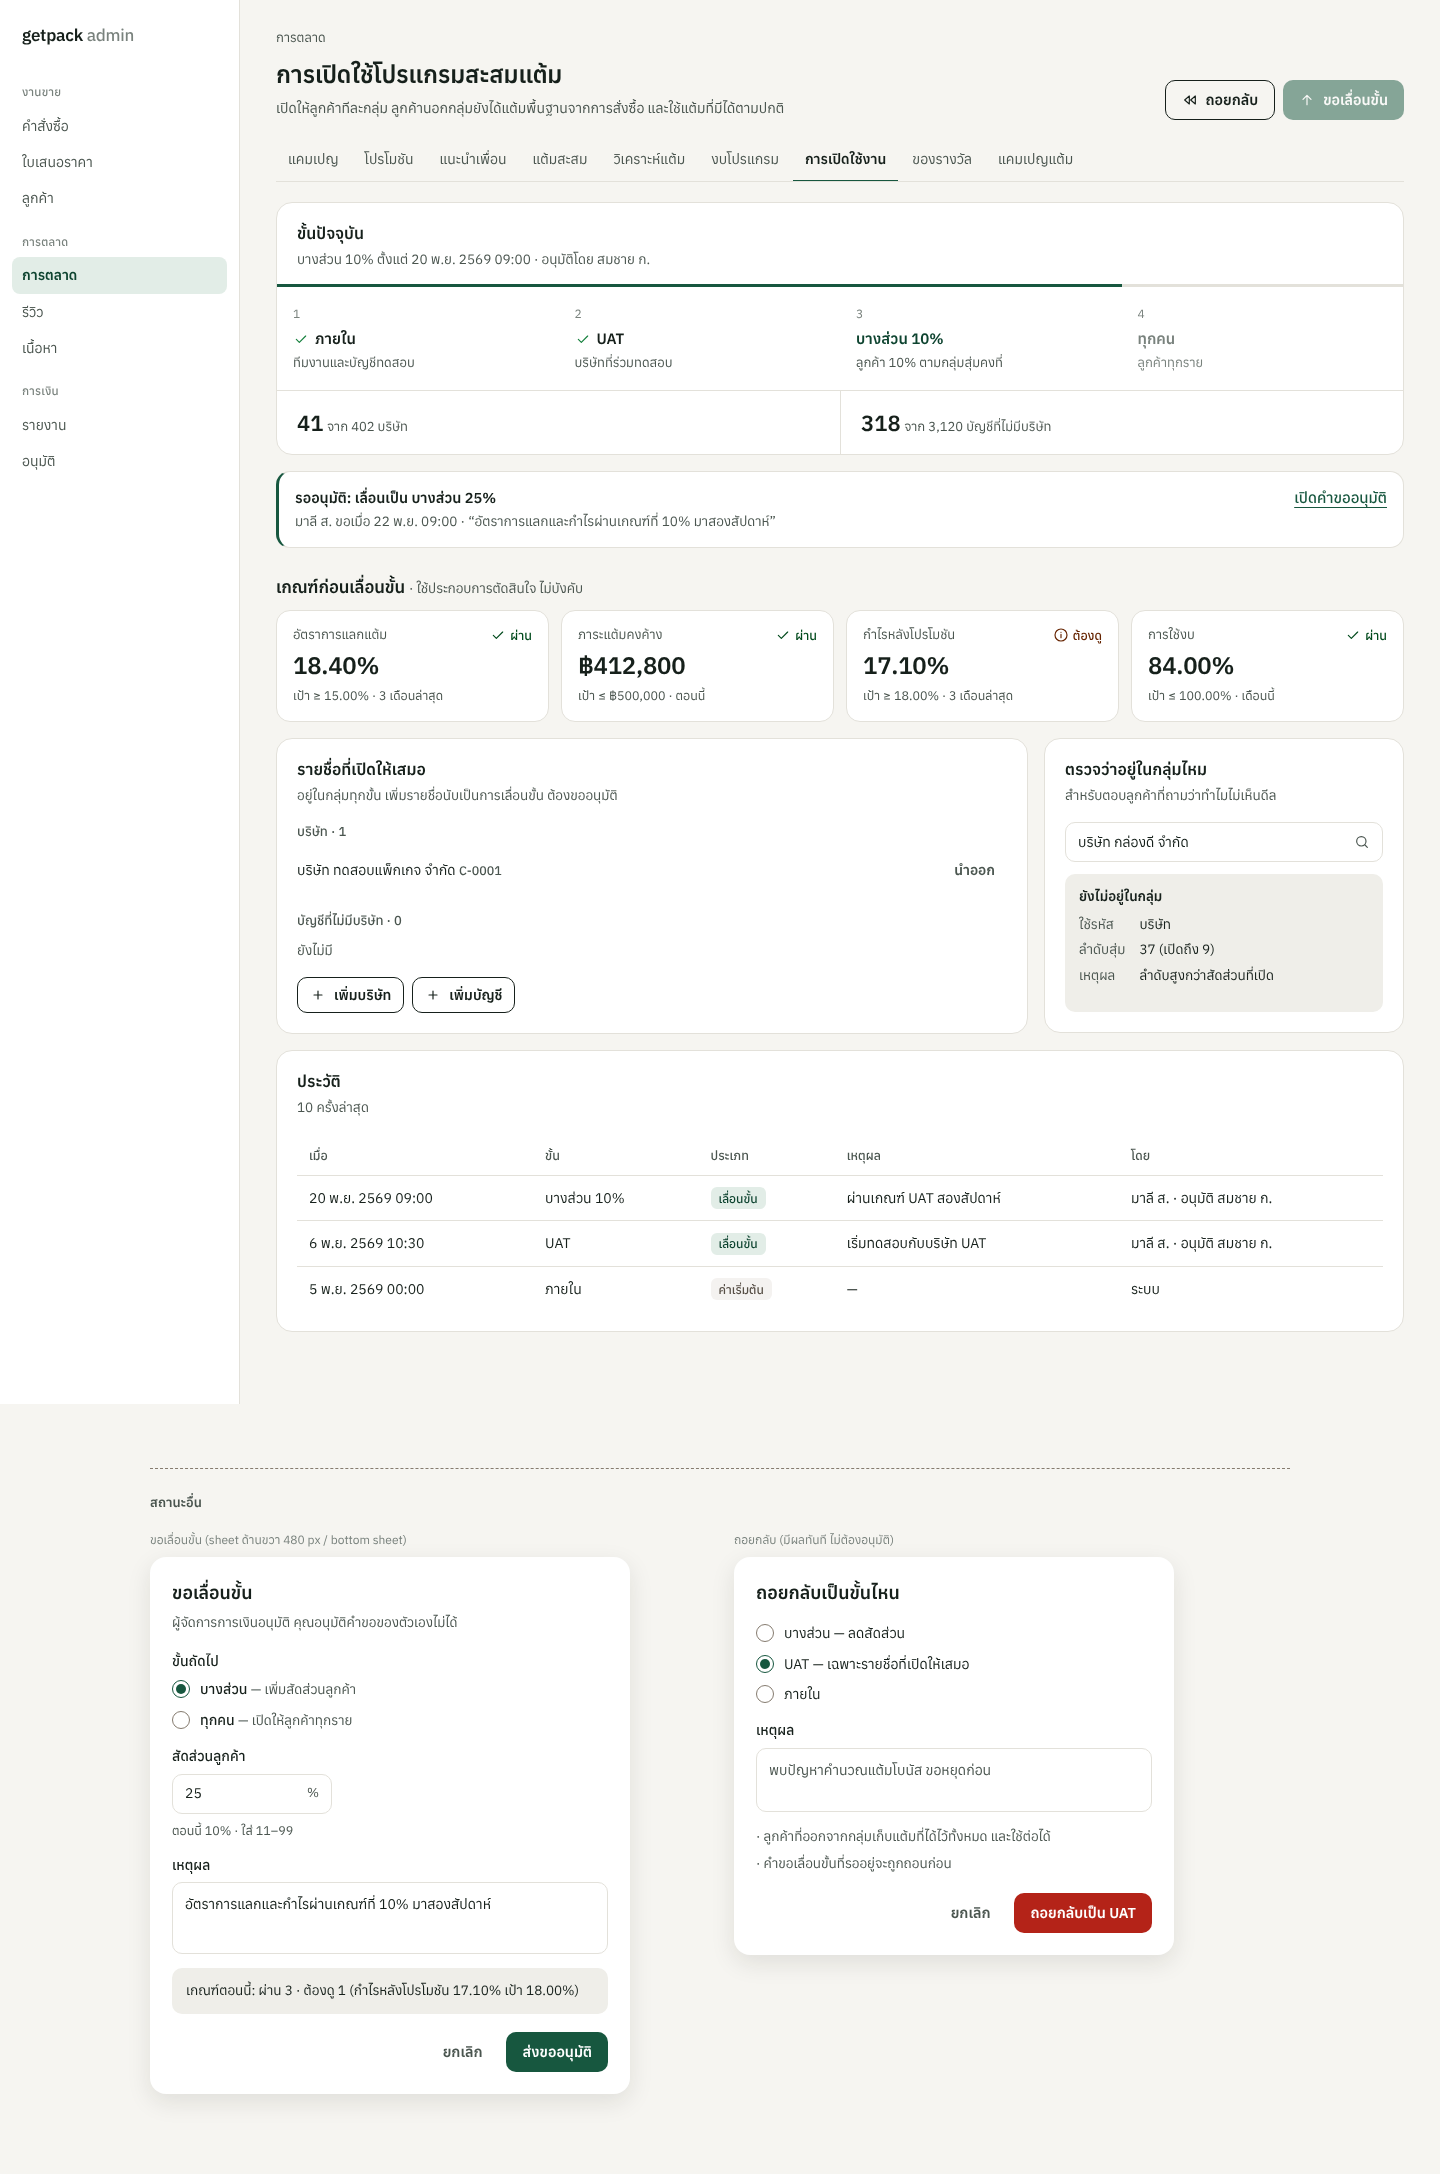 getpack admin
งานขาย
คำสั่งซื้อ
ใบเสนอราคา
ลูกค้า
การตลาด
การตลาด
รีวิว
เนื้อหา
การเงิน
รายงาน
อนุมัติ
การตลาด
การเปิดใช้โปรแกรมสะสมแต้ม
เปิดให้ลูกค้าทีละกลุ่ม ลูกค้านอกกลุ่มยังได้แต้มพื้นฐานจากการสั่งซื้อ และใช้แต้มที่มีได้ตามปกติ
ถอยกลับ
ขอเลื่อนขั้น
แคมเปญ โปรโมชัน แนะนำเพื่อน แต้มสะสม วิเคราะห์แต้ม งบโปรแกรม การเปิดใช้งาน ของรางวัล แคมเปญแต้ม
ขั้นปัจจุบัน
บางส่วน 10% ตั้งแต่ 20 พ.ย. 2569 09:00 · อนุมัติโดย สมชาย ก.
1
ภายใน
ทีมงานและบัญชีทดสอบ
2
UAT
บริษัทที่ร่วมทดสอบ
3
บางส่วน 10%
ลูกค้า 10% ตามกลุ่มสุ่มคงที่
4
ทุกคน
ลูกค้าทุกราย
41 จาก 402 บริษัท
318 จาก 3,120 บัญชีที่ไม่มีบริษัท
รออนุมัติ: เลื่อนเป็น บางส่วน 25%
มาลี ส. ขอเมื่อ 22 พ.ย. 09:00 · “อัตราการแลกและกำไรผ่านเกณฑ์ที่ 10% มาสองสัปดาห์”
เปิดคำขออนุมัติ
เกณฑ์ก่อนเลื่อนขั้น · ใช้ประกอบการตัดสินใจ ไม่บังคับ
อัตราการแลกแต้ม
ผ่าน
18.40%
เป้า ≥ 15.00% · 3 เดือนล่าสุด
ภาระแต้มคงค้าง
ผ่าน
฿412,800
เป้า ≤ ฿500,000 · ตอนนี้
กำไรหลังโปรโมชัน
ต้องดู
17.10%
เป้า ≥ 18.00% · 3 เดือนล่าสุด
การใช้งบ
ผ่าน
84.00%
เป้า ≤ 100.00% · เดือนนี้
รายชื่อที่เปิดให้เสมอ
อยู่ในกลุ่มทุกขั้น เพิ่มรายชื่อนับเป็นการเลื่อนขั้น ต้องขออนุมัติ
บริษัท · 1
บริษัท ทดสอบแพ็กเกจ จำกัด C-0001
นำออก
บัญชีที่ไม่มีบริษัท · 0
ยังไม่มี
เพิ่มบริษัท
เพิ่มบัญชี
ตรวจว่าอยู่ในกลุ่มไหม
สำหรับตอบลูกค้าที่ถามว่าทำไมไม่เห็นดีล
บริษัท กล่องดี จำกัด
ยังไม่อยู่ในกลุ่ม
ใช้รหัส บริษัท
ลำดับสุ่ม 37 (เปิดถึง 9)
เหตุผล ลำดับสูงกว่าสัดส่วนที่เปิด
ประวัติ
10 ครั้งล่าสุด
เมื่อ ขั้น ประเภท เหตุผล โดย
20 พ.ย. 2569 09:00 บางส่วน 10% เลื่อนขั้น ผ่านเกณฑ์ UAT สองสัปดาห์ มาลี ส. · อนุมัติ สมชาย ก.
6 พ.ย. 2569 10:30 UAT เลื่อนขั้น เริ่มทดสอบกับบริษัท UAT มาลี ส. · อนุมัติ สมชาย ก.
5 พ.ย. 2569 00:00 ภายใน ค่าเริ่มต้น — ระบบ
สถานะอื่น
ขอเลื่อนขั้น (sheet ด้านขวา 480 px / bottom sheet)
ขอเลื่อนขั้น
ผู้จัดการการเงินอนุมัติ คุณอนุมัติคำขอของตัวเองไม่ได้
ขั้นถัดไป
บางส่วน — เพิ่มสัดส่วนลูกค้า
ทุกคน — เปิดให้ลูกค้าทุกราย
สัดส่วนลูกค้า
25 %
ตอนนี้ 10% · ใส่ 11–99
เหตุผล
อัตราการแลกและกำไรผ่านเกณฑ์ที่ 10% มาสองสัปดาห์
เกณฑ์ตอนนี้: ผ่าน 3 · ต้องดู 1 (กำไรหลังโปรโมชัน 17.10% เป้า 18.00%)
ยกเลิก
ส่งขออนุมัติ
ถอยกลับ (มีผลทันที ไม่ต้องอนุมัติ)
ถอยกลับเป็นขั้นไหน
บางส่วน — ลดสัดส่วน
UAT — เฉพาะรายชื่อที่เปิดให้เสมอ
ภายใน
เหตุผล
พบปัญหาคำนวณแต้มโบนัส ขอหยุดก่อน
· ลูกค้าที่ออกจากกลุ่มเก็บแต้มที่ได้ไว้ทั้งหมด และใช้ต่อได้
· คำขอเลื่อนขั้นที่รออยู่จะถูกถอนก่อน
ยกเลิก
ถอยกลับเป็น UAT